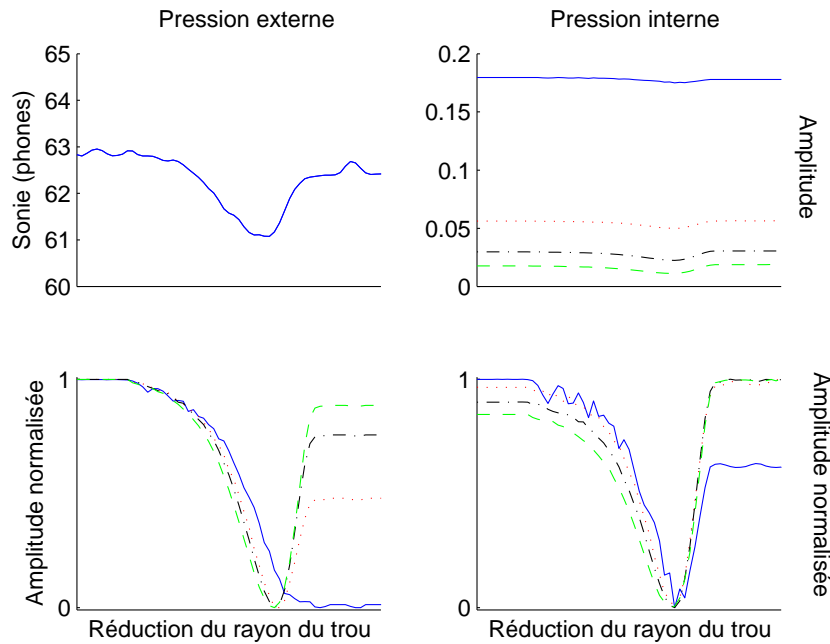 Pression externe
Pression interne
65
64
63
62
61
60
Sonie (phones)
0.2
0.15
0.1
0.05
0
Amplitude
1
0
Amplitude normalisée
Réduction du rayon du trou
1
0
Amplitude normalisée
Réduction du rayon du trou